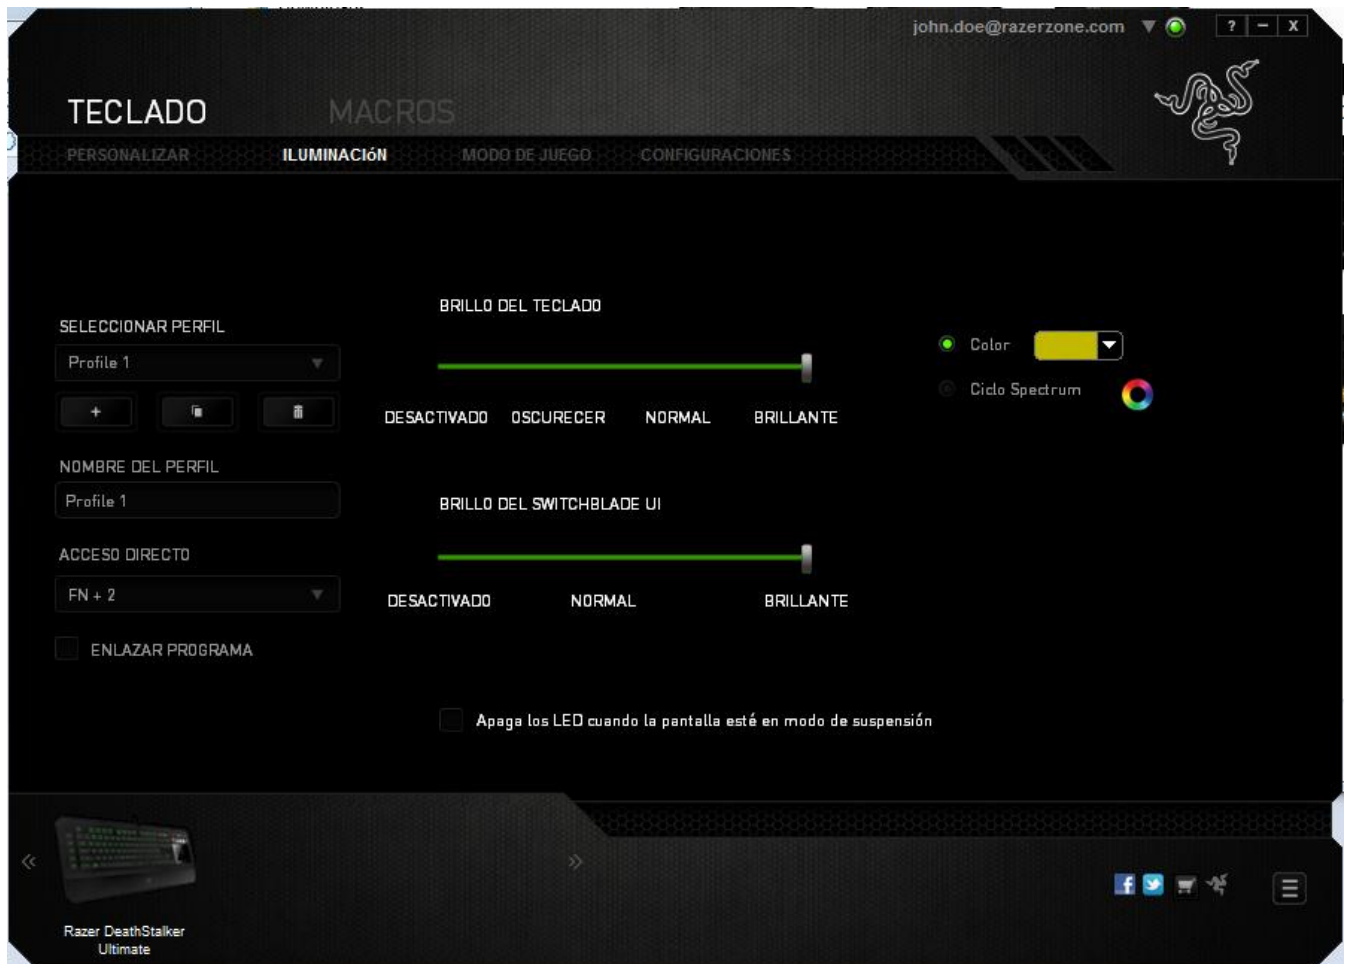 john.doe@razerzone.com
? − X
TECLADO MACROS
PERSONALIZAR ILUMINACIóN MODO DE JUEGO CONFIGURACIONES
SELECCIONAR PERFIL
Profile 1
+
NOMBRE DEL PERFIL
Profile 1
ACCESO DIRECTO
FN + 2
ENLAZAR PROGRAMA
BRILLO DEL TECLADO
DESACTIVADO OSCURECER NORMAL BRILLANTE
BRILLO DEL SWITCHBLADE UI
DESACTIVADO NORMAL BRILLANTE
Apaga los LED cuando la pantalla esté en modo de suspensión
Color
Ciclo Spectrum
Razer DeathStalker
Ultimate